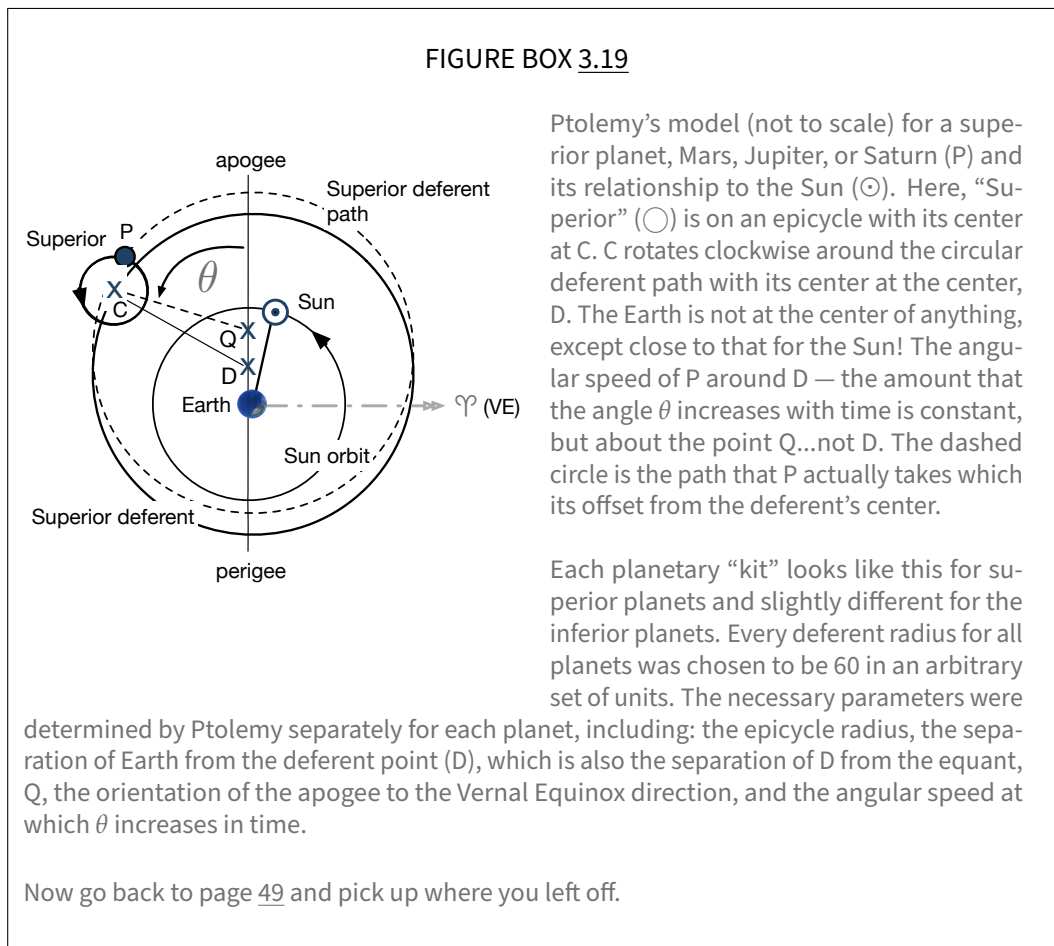 FIGURE BOX 3.19
apogee
Superior deferent
path
Superior
P
θ
C
Sun
Q
D
Earth
♈ (VE)
Sun orbit
Superior deferent
perigee
Ptolemy’s model (not to scale) for a supe-
rior planet, Mars, Jupiter, or Saturn (P) and
its relationship to the Sun (⊙). Here, “Su-
perior” (◯) is on an epicycle with its center
at C. C rotates clockwise around the circular
deferent path with its center at the center,
D. The Earth is not at the center of anything,
except close to that for the Sun! The angu-
lar speed of P around D — the amount that
the angle θ increases with time is constant,
but about the point Q...not D. The dashed
circle is the path that P actually takes which
its offset from the deferent’s center.
Each planetary “kit” looks like this for su-
perior planets and slightly different for the
inferior planets. Every deferent radius for all
planets was chosen to be 60 in an arbitrary
set of units. The necessary parameters were
determined by Ptolemy separately for each planet, including: the epicycle radius, the sepa-
ration of Earth from the deferent point (D), which is also the separation of D from the equant,
Q, the orientation of the apogee to the Vernal Equinox direction, and the angular speed at
which θ increases in time.
Now go back to page 49 and pick up where you left off.